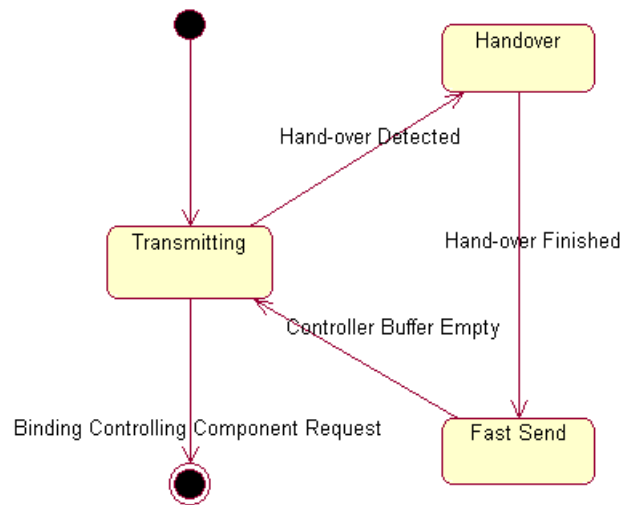 Handover
Hand-over Detected
Transmitting
Hand-over Finished
Controller Buffer Empty
Binding Controlling Component Request
Fast Send